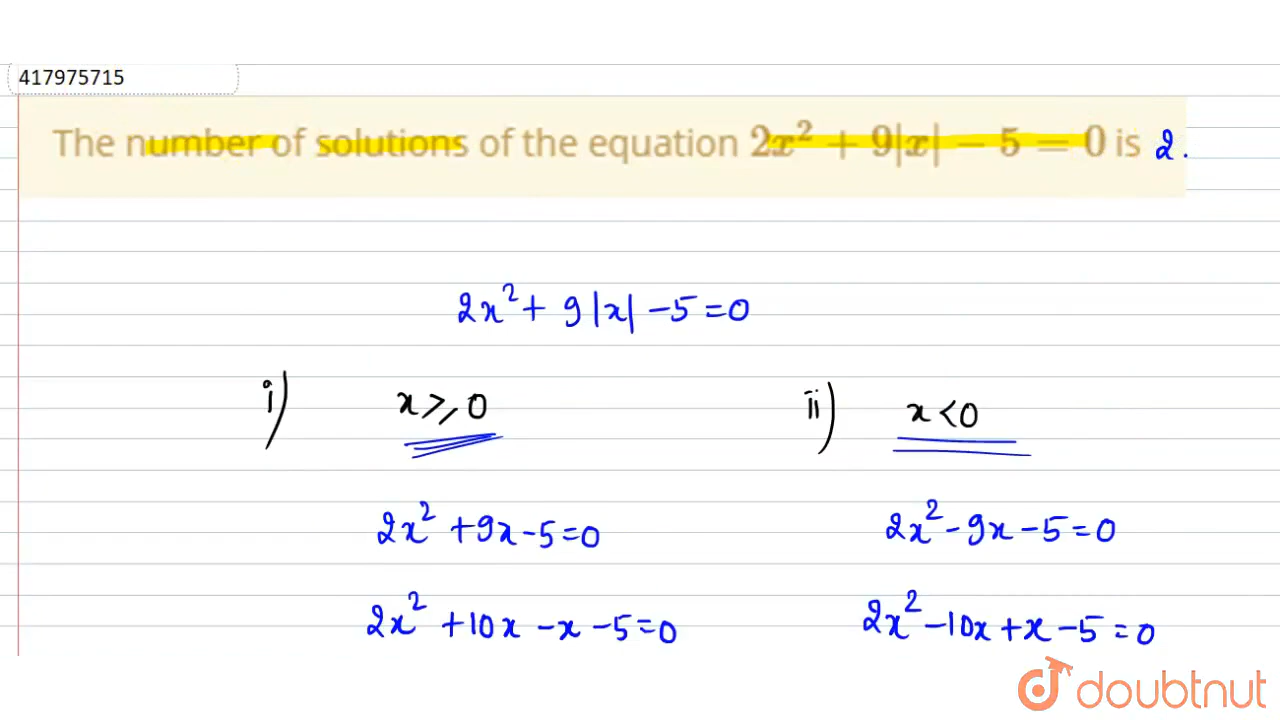 417975715
The number of solutions of the equation 2x² + 9|x| − 5 = 0 is 2.
2x² + 9|x| − 5 = 0
i) x ≥ 0 ii) x < 0
2x² + 9x − 5 = 0 2x² − 9x − 5 = 0
2x² + 10x − x − 5 = 0 2x² − 10x + x − 5 = 0
doubtnut